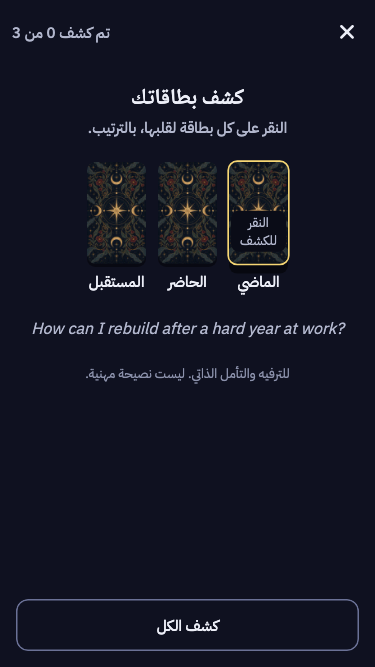 تم كشف 0 من 3
كشف بطاقاتك
النقر على كل بطاقة لقلبها، بالترتيب.
النقر
للكشف
الماضي
الحاضر
المستقبل
How can I rebuild after a hard year at work?
للترفيه والتأمل الذاتي. ليست نصيحة مهنية.
كشف الكل